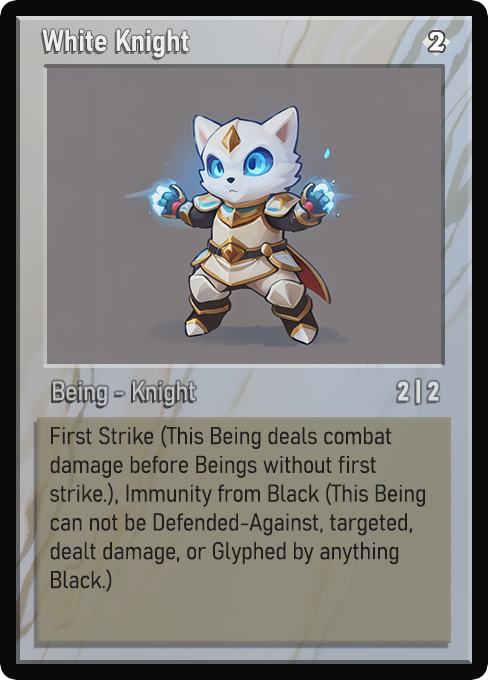 White Knight 2
Being - Knight 2|2
First Strike (This Being deals combat
damage before Beings without first
strike.), Immunity from Black (This Being
can not be Defended-Against, targeted,
dealt damage, or Glyphed by anything
Black.)